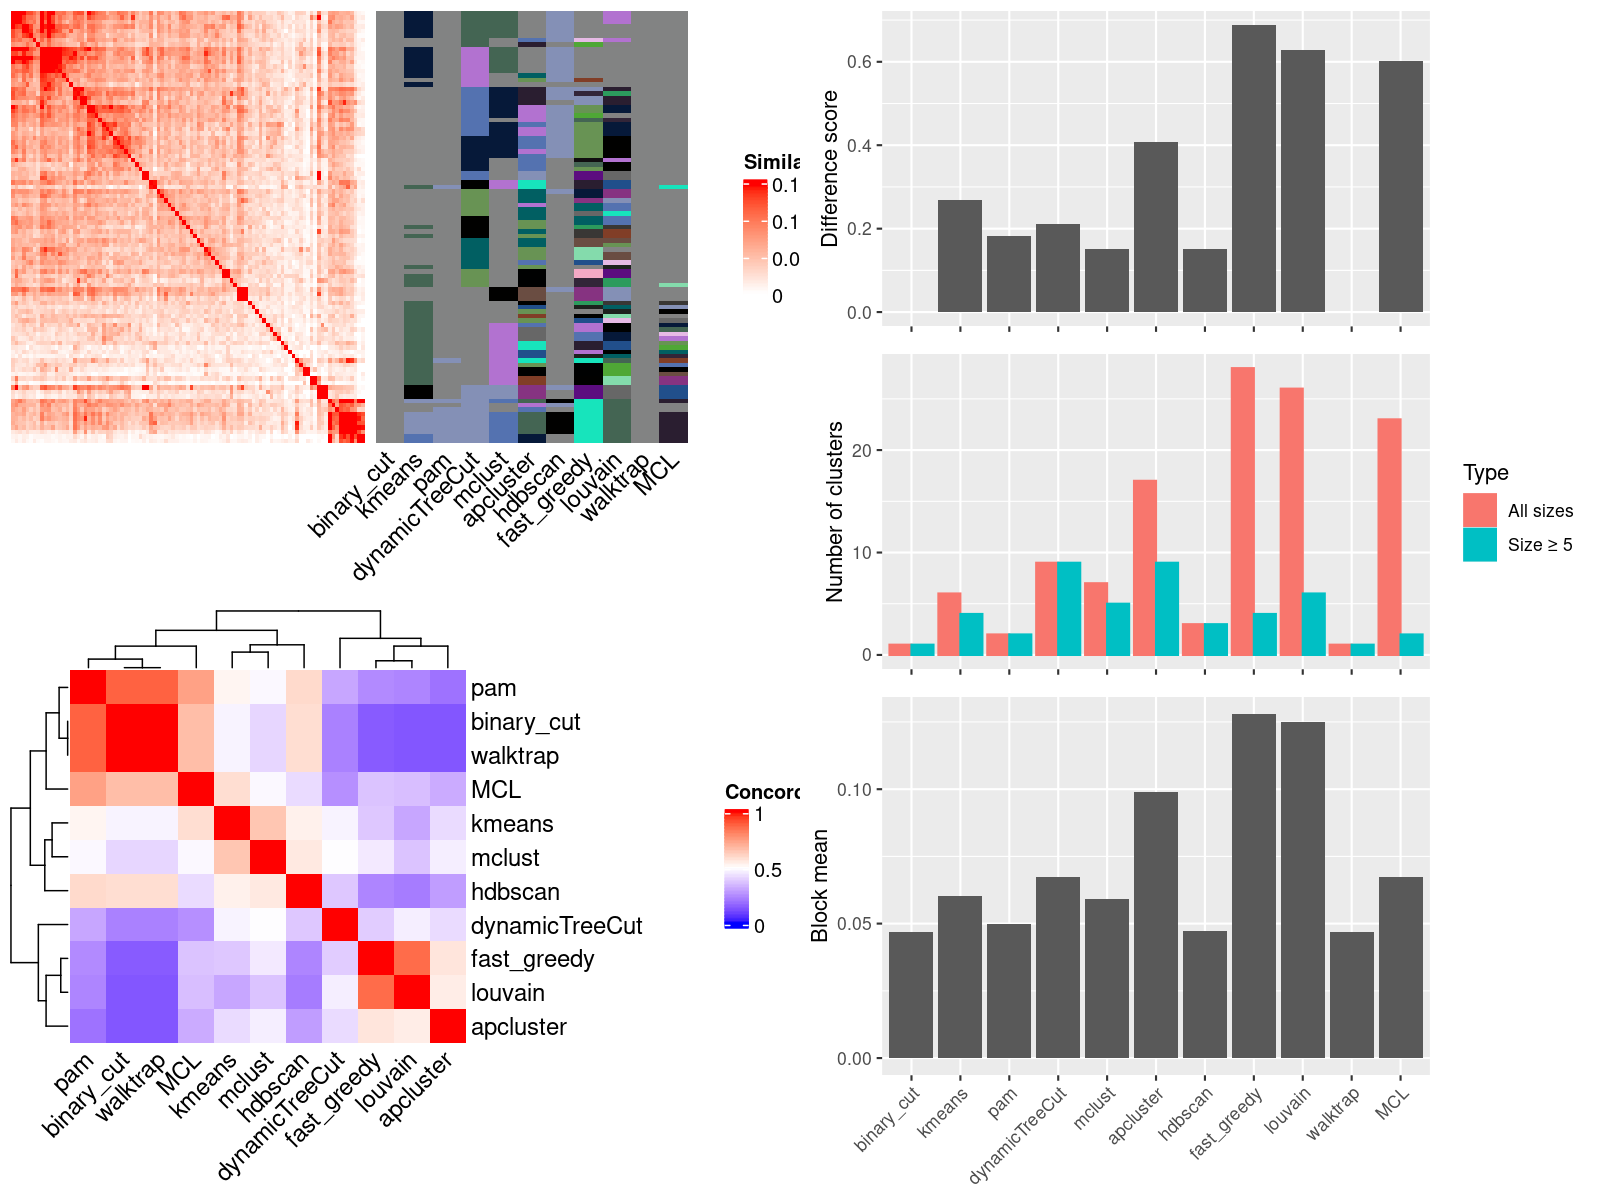 Simila
0.1
0.1
0.0
0
binary_cut
kmeans
pam
dynamicTreeCut
mclust
apcluster
hdbscan
fast_greedy
louvain
walktrap
MCL
Difference score
0.6
0.4
0.2
0.0
Number of clusters
20
10
0
Type
All sizes
Size ≥ 5
pam
binary_cut
walktrap
MCL
kmeans
mclust
hdbscan
dynamicTreeCut
fast_greedy
louvain
apcluster
pam
binary_cut
walktrap
MCL
kmeans
mclust
hdbscan
dynamicTreeCut
fast_greedy
louvain
apcluster
Concord
1
0.5
0
Block mean
0.10
0.05
0.00
binary_cut
kmeans
pam
dynamicTreeCut
mclust
apcluster
hdbscan
fast_greedy
louvain
walktrap
MCL